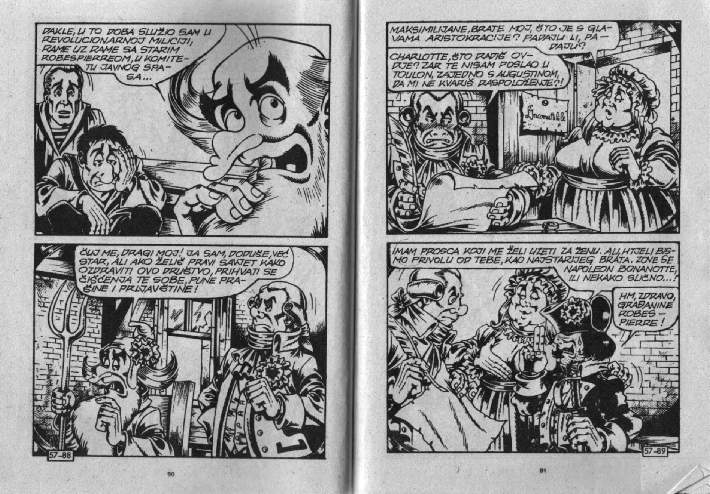 DAKLE, U TO DOBA SLUŽIO SAM U
REVOLUCIONARNOJ MILICIJI,
RAME UZ RAME SA STARIM
ROBESPIERREOM, U KOMITE-
TU JAVNOG SPA-
SA...
ČUJ ME, DRAGI MOJ! JA SAM, DODUŠE, VEĆ
STAR, ALI AKO ŽELIŠ PRAVI SAVJET KAKO
OZDRAVITI OVO DRUŠTVO, PRIHVATI SE
ČIŠĆENJA TE SOBE, PUNE PRA-
ŠINE I PRLJAVŠTINE!
57-88
90
MAKSIMILIJANE, BRATE MOJ, ŠTO JE S GLA-
VAMA ARISTOKRACIJE? PADAJU LI, PA-
DAJU?
CHARLOTTE, ŠTO RADIŠ OV-
DJE? ZAR TE NISAM POSLAO U
TOULON, ZAJEDNO S AUGUSTINOM,
DA MI NE KVARIŠ RASPOLOŽENJE?!
IMAM PROSCA KOJI ME ŽELI UZETI ZA ŽENU. ALI, HTJELI BIS-
MO PRIVOLU OD TEBE, KAO NAJSTARIJEG BRATA. ZOVE SE
NAPOLEON BONANOTTE,
ILI NEKAKO SLIČNO...!
HM, ZDRAVO,
GRAĐANINE
ROBES-
PIERRE!
57-89
91